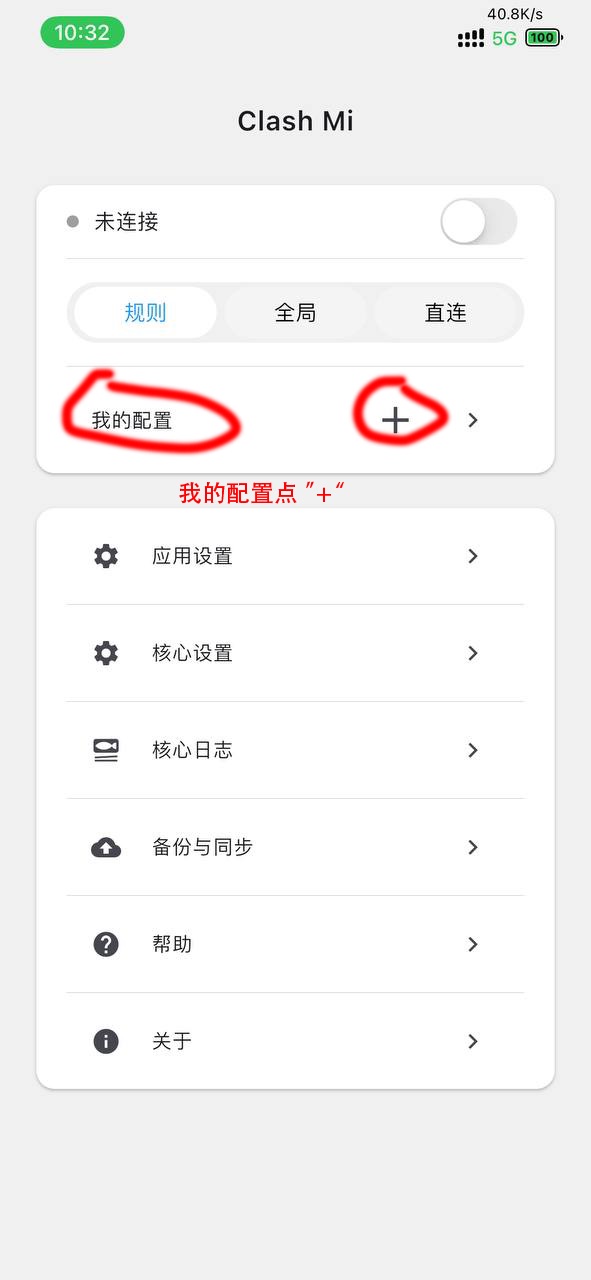 40.8K/s
10:32 5G 100
Clash Mi
未连接
规则 全局 直连
我的配置
我的配置点 "+"
应用设置
核心设置
核心日志
备份与同步
帮助
关于